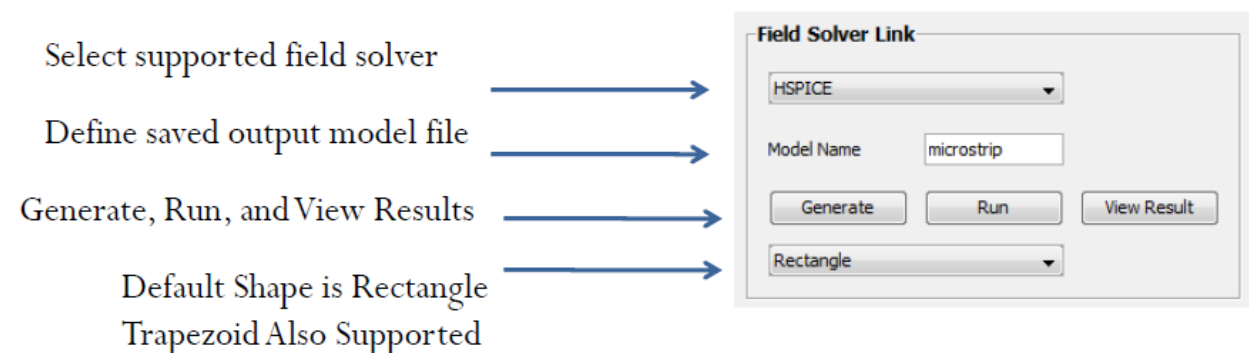 Field Solver Link
Select supported field solver
HSPICE
Define saved output model file
Model Name microstrip
Generate, Run, and View Results
Generate Run View Result
Rectangle
Default Shape is Rectangle
Trapezoid Also Supported